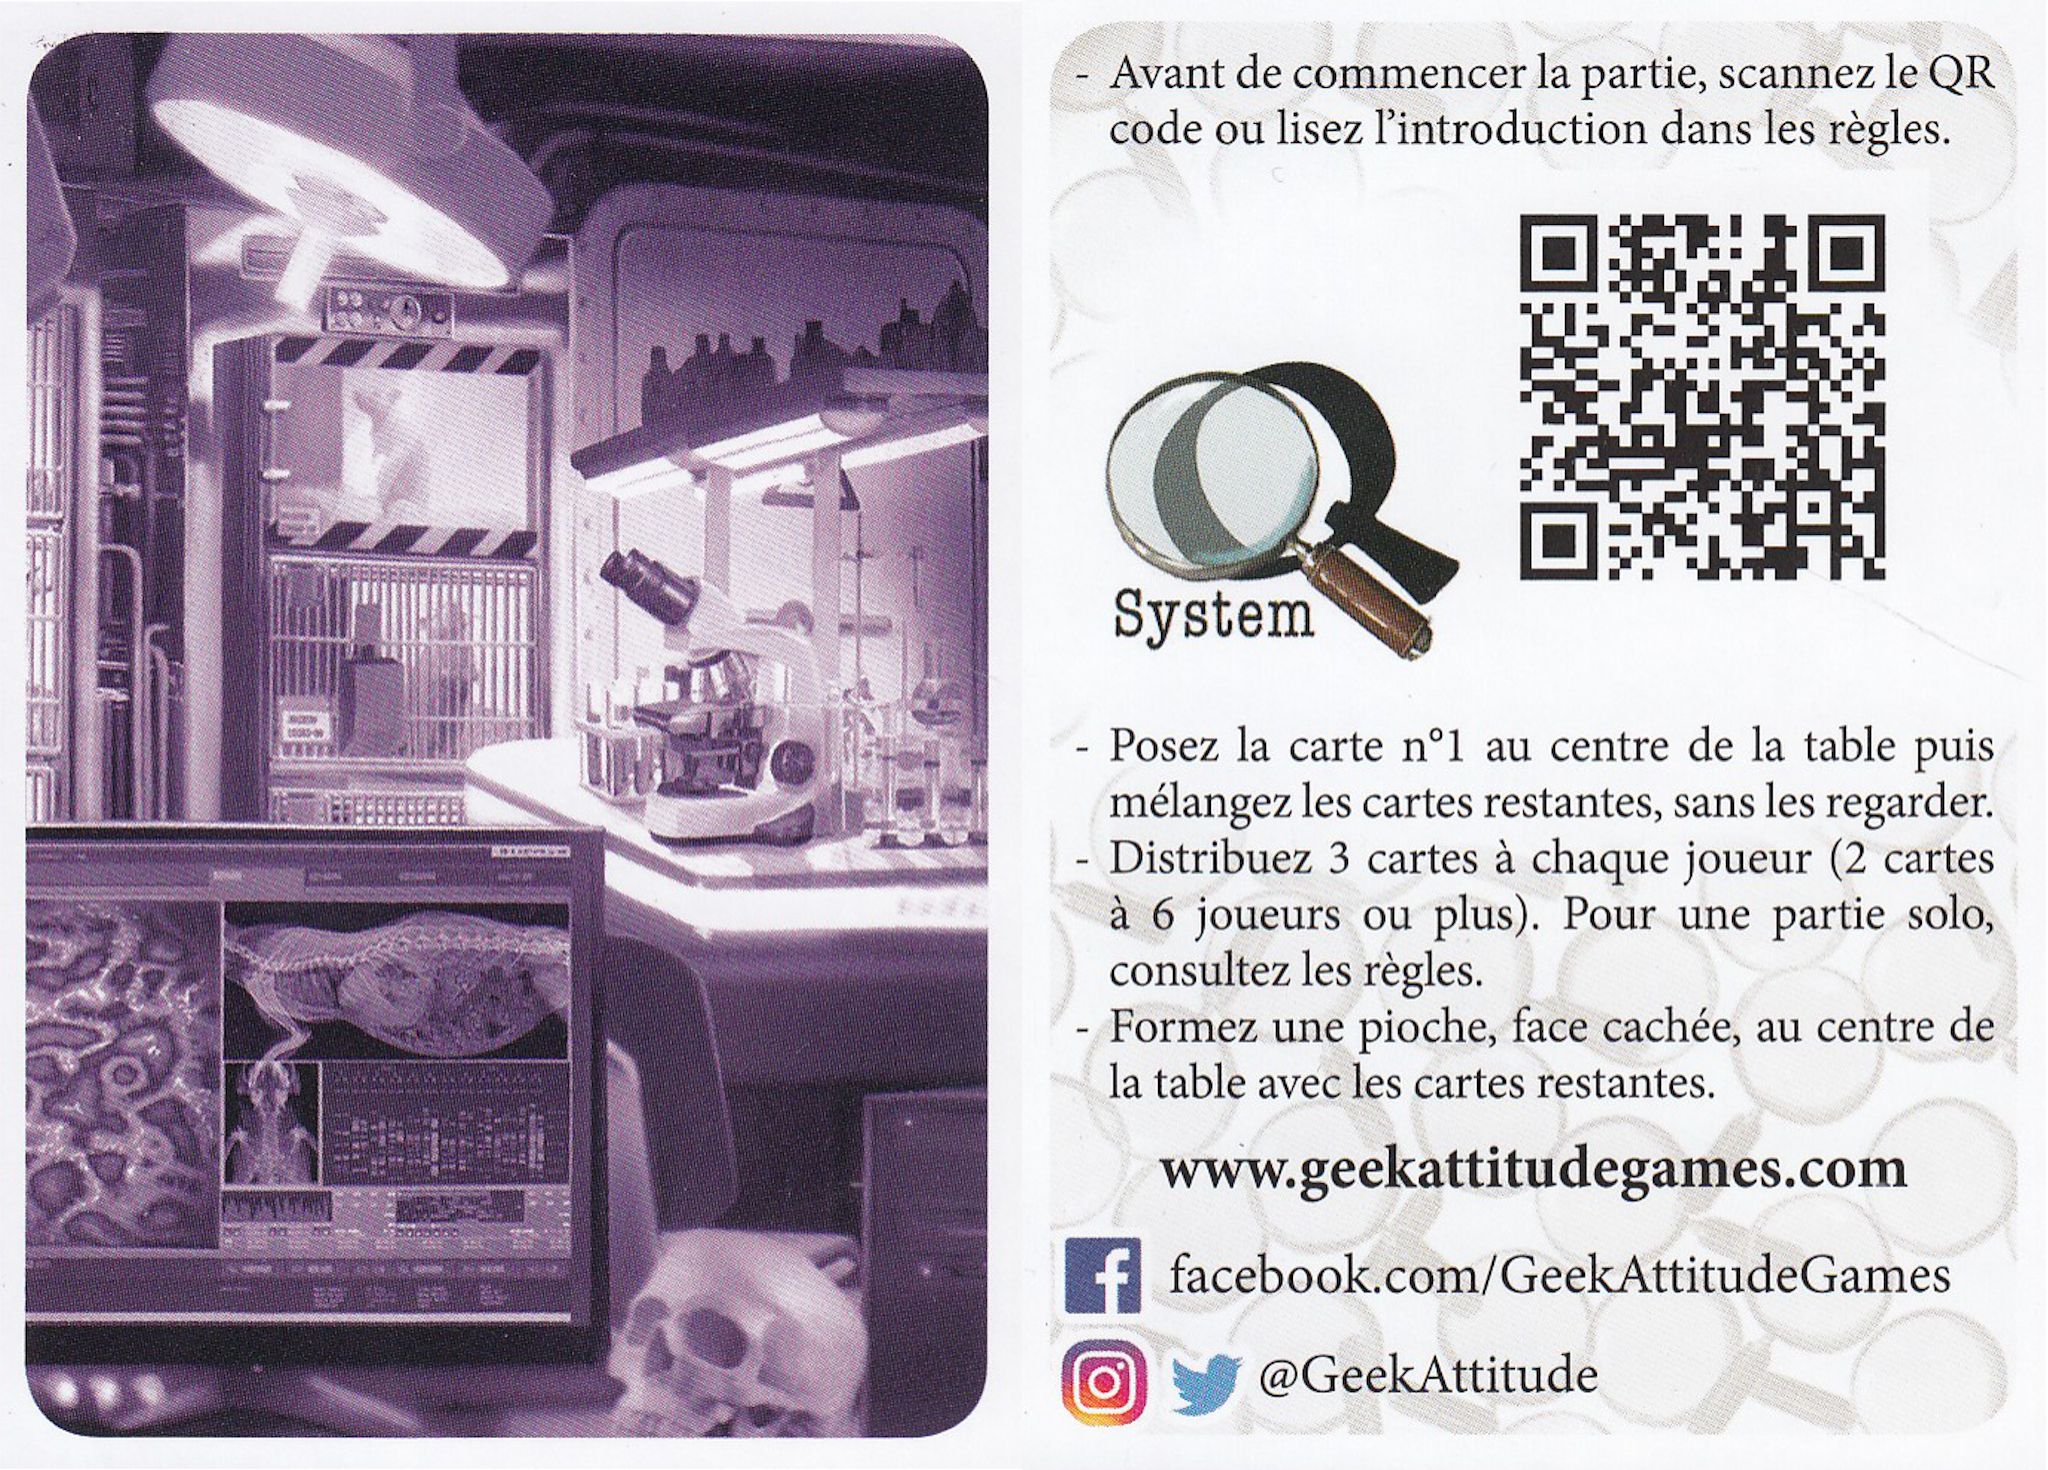 - Avant de commencer la partie, scannez le QR
code ou lisez l’introduction dans les règles.
System
- Posez la carte n°1 au centre de la table puis
mélangez les cartes restantes, sans les regarder.
- Distribuez 3 cartes à chaque joueur (2 cartes
à 6 joueurs ou plus). Pour une partie solo,
consultez les règles.
- Formez une pioche, face cachée, au centre de
la table avec les cartes restantes.
www.geekattitudegames.com
facebook.com/GeekAttitudeGames
@GeekAttitude